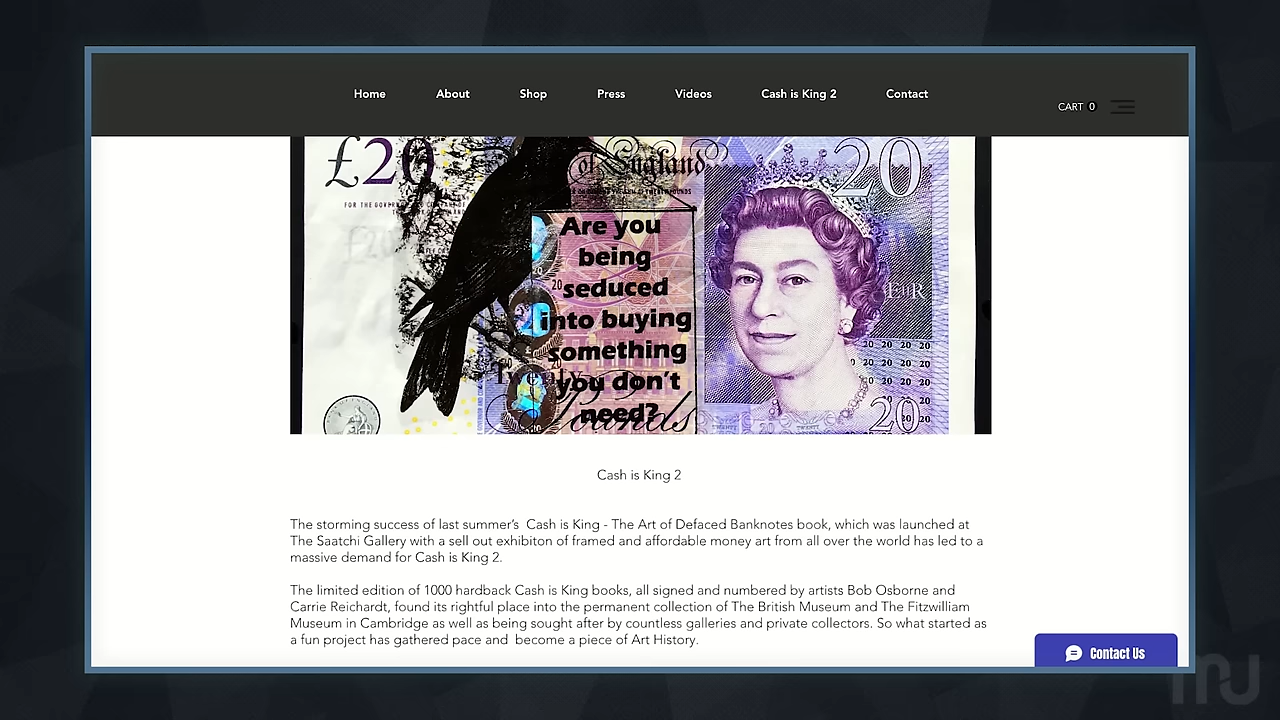 Home About Shop Press Videos Cash is King 2 Contact
CART 0
£20
of England
20
Are you
being
seduced
into buying
something
you don't
need?
Twenty
Pounds
E II R
20 20 20 20
20
Cash is King 2
The storming success of last summer's Cash is King - The Art of Defaced Banknotes book, which was launched at
The Saatchi Gallery with a sell out exhibiton of framed and affordable money art from all over the world has led to a
massive demand for Cash is King 2.
The limited edition of 1000 hardback Cash is King books, all signed and numbered by artists Bob Osborne and
Carrie Reichardt, found its rightful place into the permanent collection of The British Museum and The Fitzwilliam
Museum in Cambridge as well as being sought after by countless galleries and private collectors. So what started as
a fun project has gathered pace and become a piece of Art History.
Contact Us